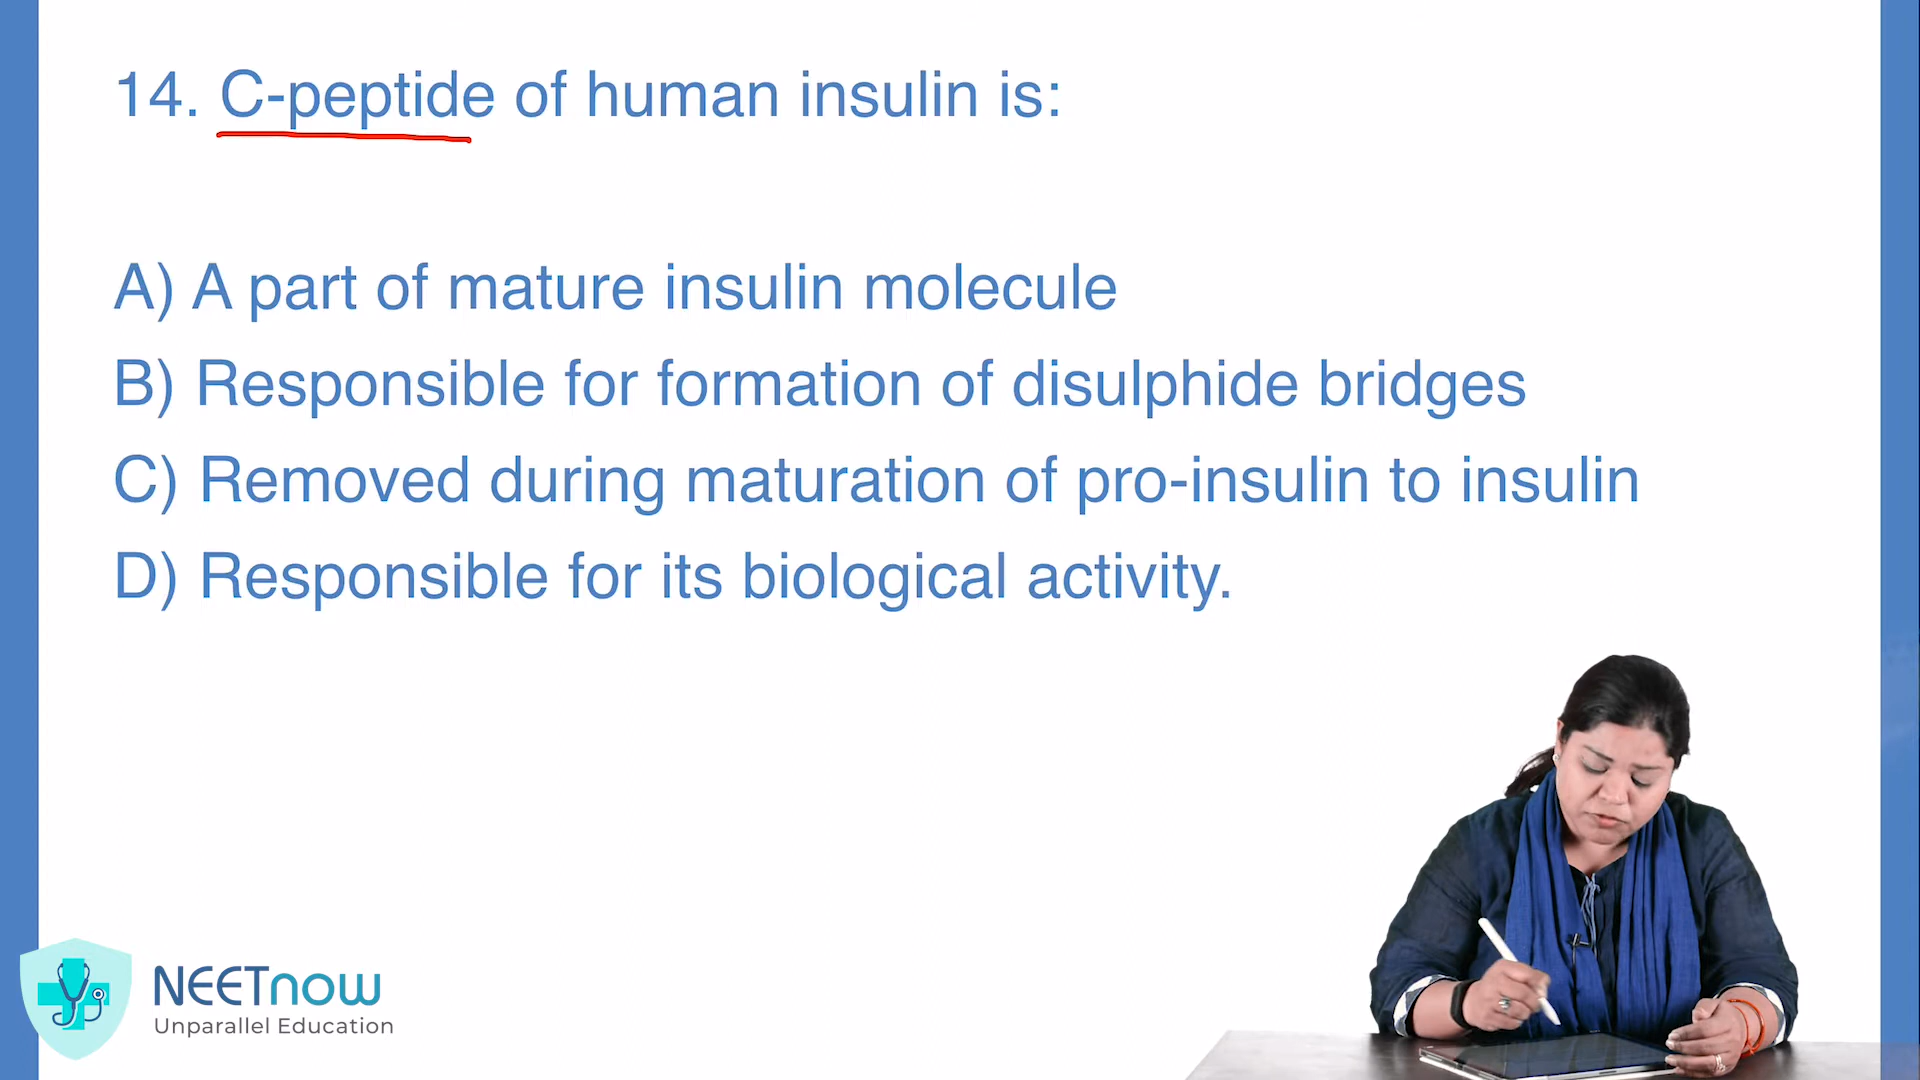 14. C-peptide of human insulin is:
A) A part of mature insulin molecule
B) Responsible for formation of disulphide bridges
C) Removed during maturation of pro-insulin to insulin
D) Responsible for its biological activity.
NEETnow
Unparallel Education